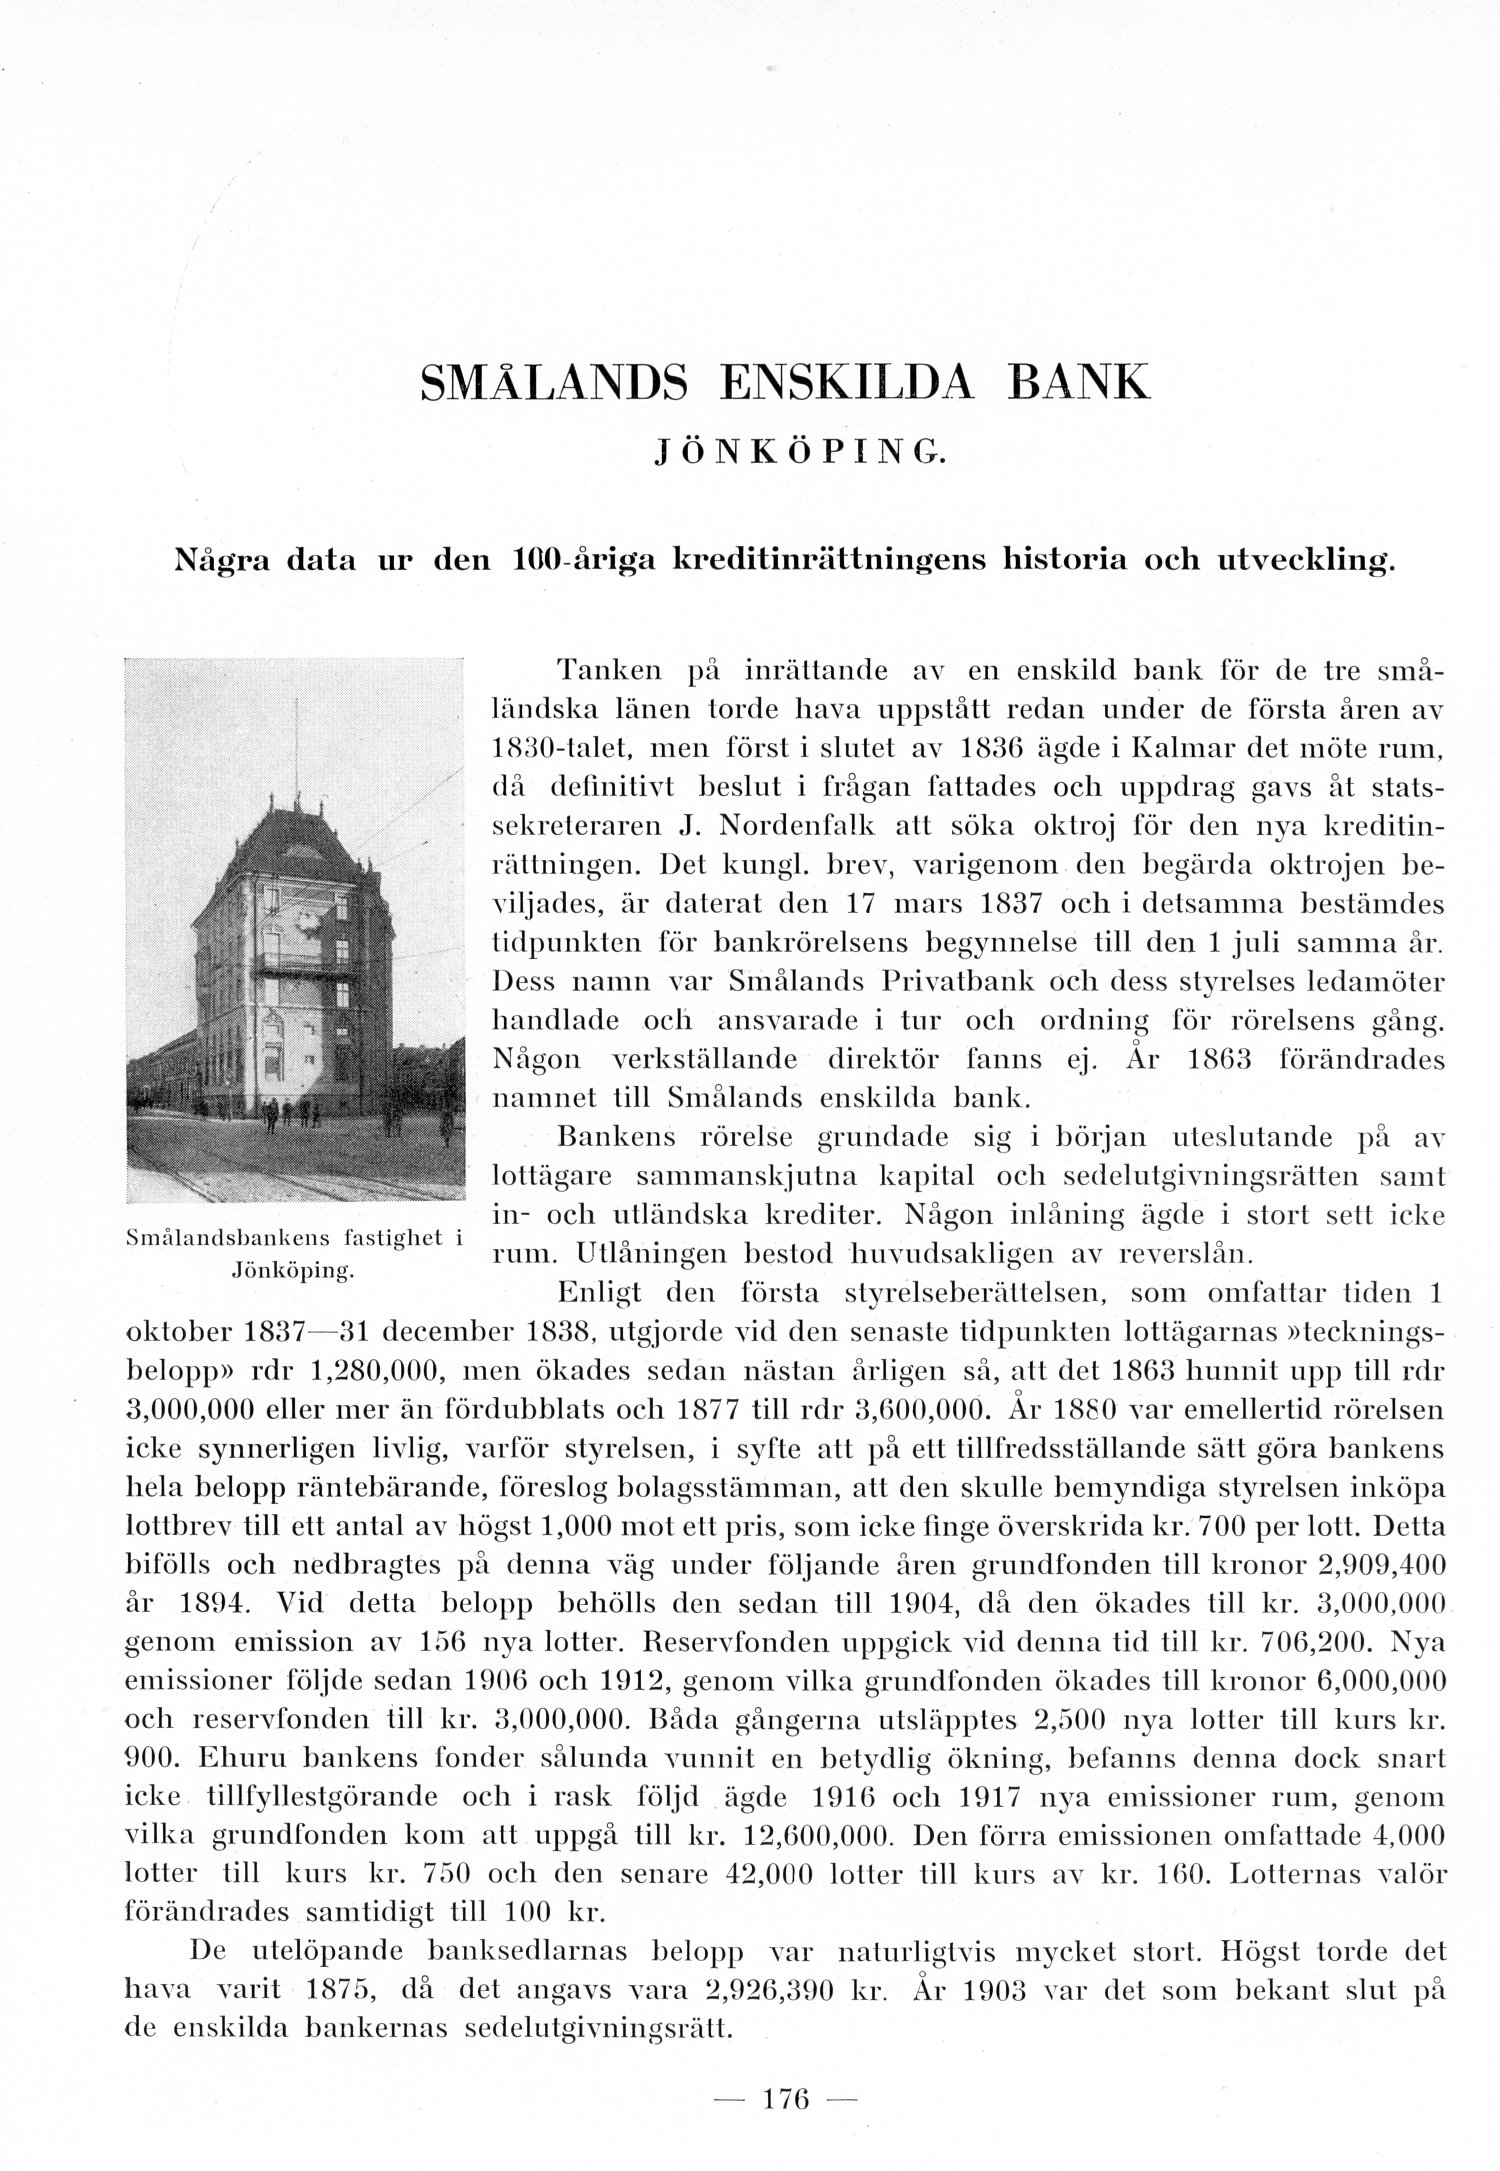 SMÅLANDS ENSKILDA BANK
JÖNKÖPING.
Några data ur den 100-åriga kreditinrättningens historia och utveckling.
Tanken på inrättande av en enskild bank för de tre små-
ländska länen torde hava uppstått redan under de första åren av
1830-talet, men först i slutet av 1836 ägde i Kalmar det möte rum,
då definitivt beslut i frågan fattades och uppdrag gavs åt stats-
sekreteraren J. Nordenfalk att söka oktroj för den nya kreditin-
rättningen. Det kungl. brev, varigenom den begärda oktrojen be-
viljades, är daterat den 17 mars 1837 och i detsamma bestämdes
tidpunkten för bankrörelsens begynnelse till den 1 juli samma år.
Dess namn var Smålands Privatbank och dess styrelses ledamöter
handlade och ansvarade i tur och ordning för rörelsens gång.
Någon verkställande direktör fanns ej. År 1863 förändrades
namnet till Smålands enskilda bank.
Bankens rörelse grundade sig i början uteslutande på av
lottägare sammanskjutna kapital och sedelutgivningsrätten samt
in- och utländska krediter. Någon inlåning ägde i stort sett icke
rum. Utlåningen bestod huvudsakligen av reverslån.
Smålandsbankens fastighet i
Jönköping.
Enligt den första styrelseberättelsen, som omfattar tiden 1
oktober 1837—31 december 1838, utgjorde vid den senaste tidpunkten lottägarnas »tecknings-
belopp» rdr 1,280,000, men ökades sedan nästan årligen så, att det 1863 hunnit upp till rdr
3,000,000 eller mer än fördubblats och 1877 till rdr 3,600,000. År 1880 var emellertid rörelsen
icke synnerligen livlig, varför styrelsen, i syfte att på ett tillfredsställande sätt göra bankens
hela belopp räntebärande, föreslog bolagsstämman, att den skulle bemyndiga styrelsen inköpa
lottbrev till ett antal av högst 1,000 mot ett pris, som icke finge överskrida kr. 700 per lott. Detta
bifölls och nedbragtes på denna väg under följande åren grundfonden till kronor 2,909,400
år 1894. Vid detta belopp behölls den sedan till 1904, då den ökades till kr. 3,000,000
genom emission av 156 nya lotter. Reservfonden uppgick vid denna tid till kr. 706,200. Nya
emissioner följde sedan 1906 och 1912, genom vilka grundfonden ökades till kronor 6,000,000
och reservfonden till kr. 3,000,000. Båda gångerna utsläpptes 2,500 nya lotter till kurs kr.
900. Ehuru bankens fonder sålunda vunnit en betydlig ökning, befanns denna dock snart
icke tillfyllestgörande och i rask följd ägde 1916 och 1917 nya emissioner rum, genom
vilka grundfonden kom att uppgå till kr. 12,600,000. Den förra emissionen omfattade 4,000
lotter till kurs kr. 750 och den senare 42,000 lotter till kurs av kr. 160. Lotternas valör
förändrades samtidigt till 100 kr.
De utelöpande banksedlarnas belopp var naturligtvis mycket stort. Högst torde det
hava varit 1875, då det angavs vara 2,926,390 kr. År 1903 var det som bekant slut på
de enskilda bankernas sedelutgivningsrätt.
— 176 —